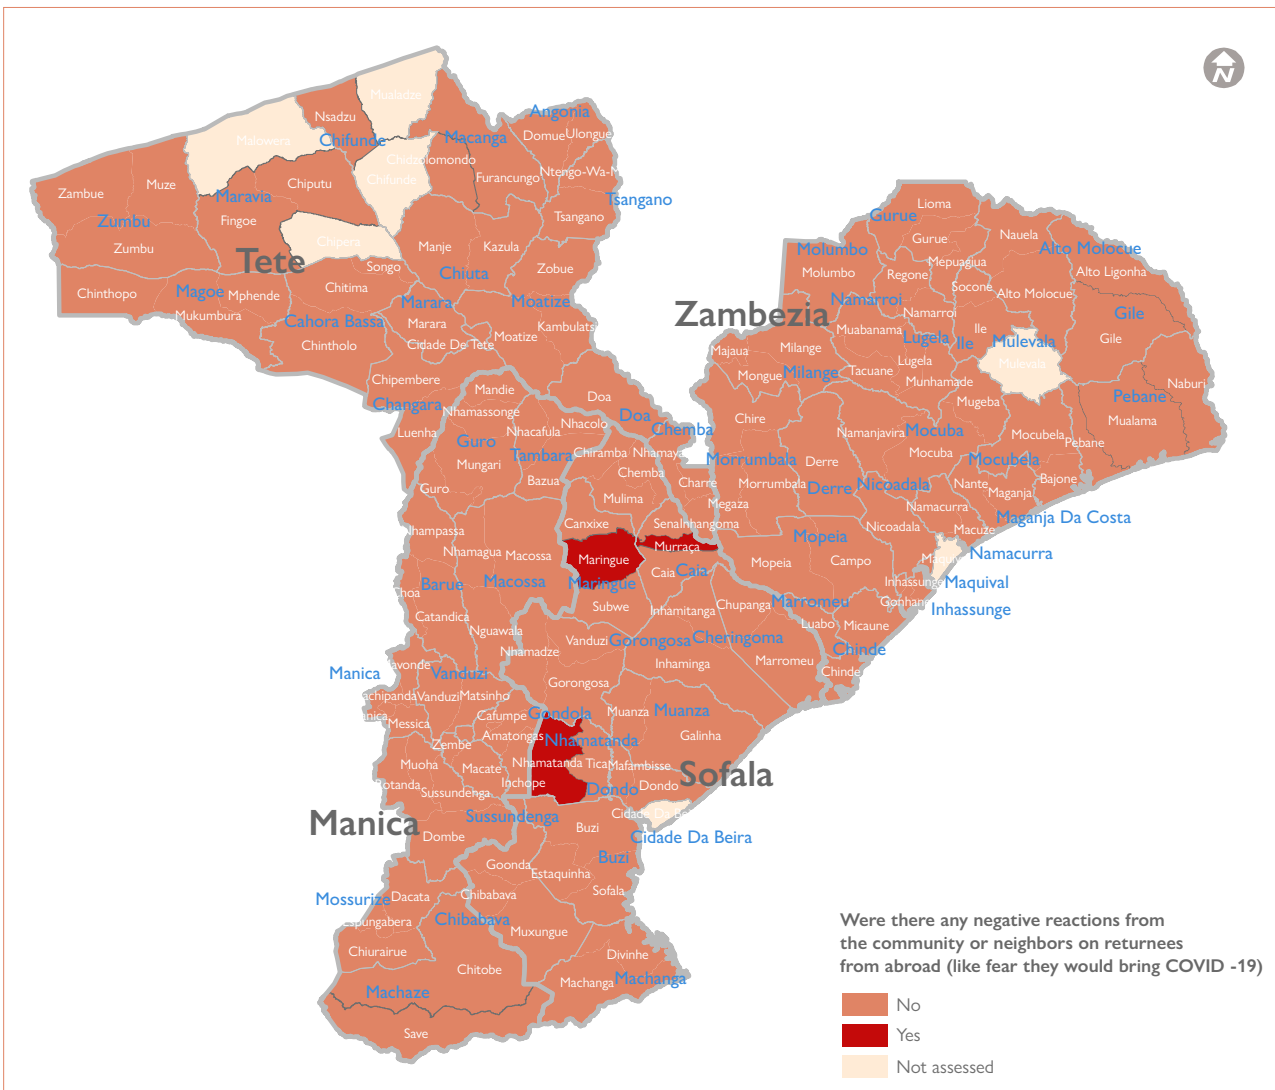 N
Mualadze
Nsadzu
Malowera
Chifunde
Macanga
Angonia
Domue
Ulongue
Chidzolomondo
Chifunde
Furancungo
Zambue
Muze
Chiputu
Maravia
Tsangano
Zumbu
Fingoe
Tsangano
Zumbu
Chipera
Manje
Kazula
Tete
Songo
Chiuta
Zobue
Chinthopo
Magoe
Mphende
Chitima
Marara
Moatize
Mukumbura
Cahora Bassa
Marara
Moatize
Kambulats
Chintholo
Cidade De Tete
Chipembere
Mandie
Doa
Changara
Nhamassonge
Luenha
Nhacafula
Nhacolo
Doa
Chemba
Guro
Tambara
Chiramba
Nhamaya
Mungari
Bazua
Chemba
Charre
Guro
Mulima
Megaza
Nhampassa
Canxixe
Sena
Inhangoma
Nhamagua
Macossa
Maringue
Murraça
Barue
Macossa
Maringue
Caia
Caia
Choa
Catandica
Subwe
Inhamitanga
Chupanga
Marromeu
Nguawala
Nhamadze
Vanduzi
Gorongosa
Cheringoma
Inhaminga
Marromeu
Manica
Vanduzi
Gorongosa
Vanduzi
Matsinho
Messica
Cafumpe
Gondola
Muanza
Muanza
Amatongas
Nhamatanda
Galinha
Zembe
Muoha
Macate
Nhamatanda
Tica
Mafambisse
Sofala
Rotanda
Sussundenga
Inchope
Dondo
Dondo
Manica
Sussundenga
Buzi
Cidade Da Be
Cidade Da Beira
Dombe
Buzi
Goonda
Estaquinha
Mossurize
Dacata
Chibabava
Sofala
Espungabera
Chibabava
Muxungue
Chiurairue
Chitobe
Divinhe
Machanga
Machanga
Machaze
Save
Zambezia
Lioma
Gurue
Gurue
Nauela
Alto Molocue
Molumbo
Molumbo
Regone
Mepuagiua
Socone
Alto Ligonha
Alto Molocue
Namarroi
Namarroi
Gile
Gile
Muabanama
Lugela
Ile
Ile
Mulevala
Mulevala
Majaua
Milange
Lugela
Mongue
Milange
Tacuane
Munhamade
Naburi
Mugeba
Pebane
Chire
Namanjavira
Mocuba
Mocubela
Pebane
Mualama
Morrumbala
Derre
Mocuba
Mocubela
Morrumbala
Derre
Nicoadala
Nante
Maganja
Bajone
Namacurra
Maganja Da Costa
Nicoadala
Macuze
Mopeia
Namacurra
Mopeia
Campo
Inhassunge
Maquival
Gonhane
Inhassunge
Luabo
Micaune
Chinde
Chinde
Were there any negative reactions from
the community or neighbors on returnees
from abroad (like fear they would bring COVID -19)
No
Yes
Not assessed